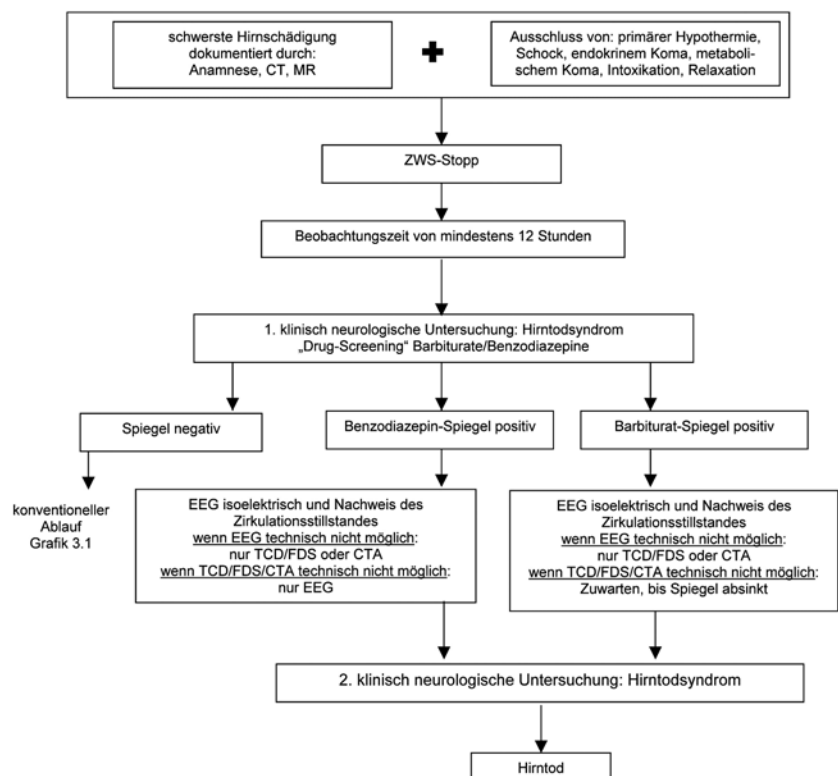 schwerste Hirnschädigung
dokumentiert durch:
Anamnese, CT, MR
+
Ausschluss von: primärer Hypothermie,
Schock, endokrinem Koma, metaboli-
schem Koma, Intoxikation, Relaxation
ZWS-Stopp
Beobachtungszeit von mindestens 12 Stunden
1. klinisch neurologische Untersuchung: Hirntodsyndrom
„Drug-Screening" Barbiturate/Benzodiazepine
Spiegel negativ
Benzodiazepin-Spiegel positiv
Barbiturat-Spiegel positiv
konventioneller
Ablauf
Grafik 3.1
EEG isoelektrisch und Nachweis des
Zirkulationsstillstandes
wenn EEG technisch nicht möglich:
nur TCD/FDS oder CTA
wenn TCD/FDS/CTA technisch nicht möglich:
nur EEG
EEG isoelektrisch und Nachweis des
Zirkulationsstillstandes
wenn EEG technisch nicht möglich:
nur TCD/FDS oder CTA
wenn TCD/FDS/CTA technisch nicht möglich:
Zuwarten, bis Spiegel absinkt
2. klinisch neurologische Untersuchung: Hirntodsyndrom
Hirntod